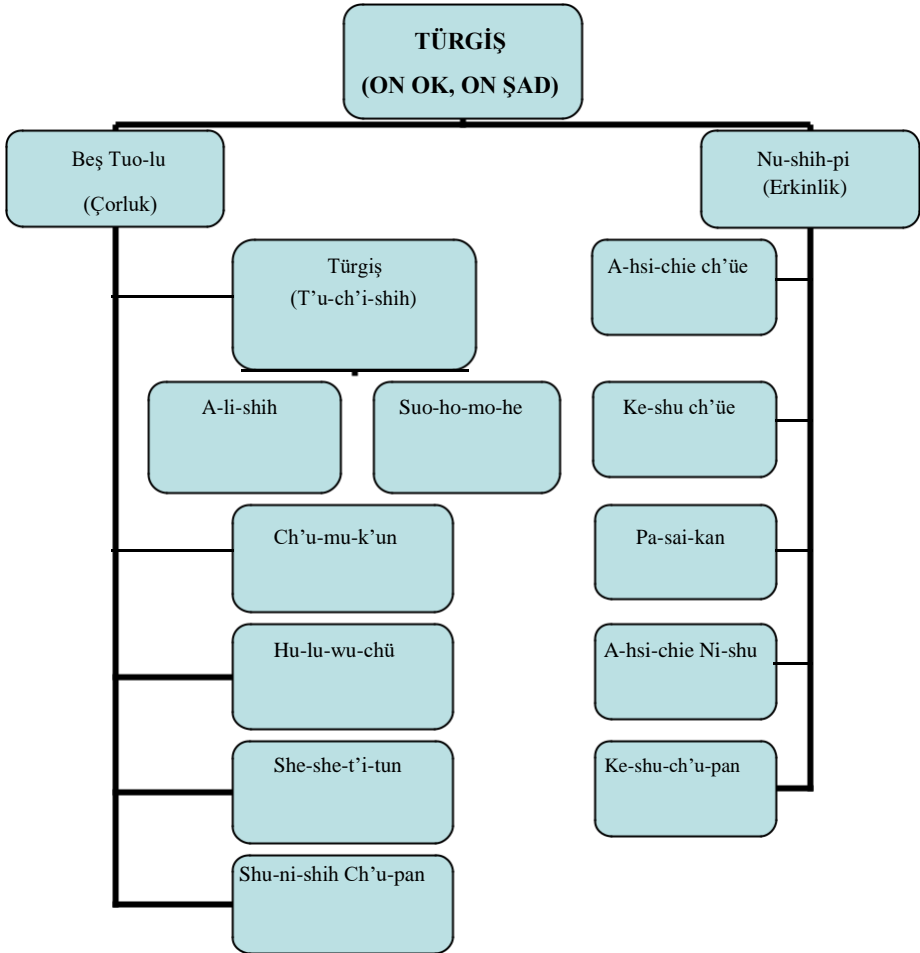 TÜRGİŞ
(ON OK, ON ŞAD)
Beş Tuo-lu
(Çorluk)
Nu-shih-pi
(Erkinlik)
Türgiş
(T’u-ch’i-shih)
A-li-shih
Suo-ho-mo-he
Ch’u-mu-k’un
Hu-lu-wu-chü
She-she-t’i-tun
Shu-ni-shih Ch’u-pan
A-hsi-chie ch’üe
Ke-shu ch’üe
Pa-sai-kan
A-hsi-chie Ni-shu
Ke-shu-ch’u-pan